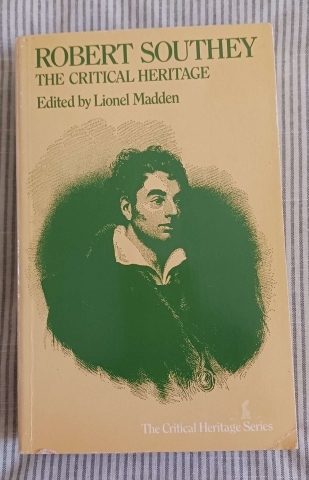 ROBERT SOUTHEY
THE CRITICAL HERITAGE
Edited by Lionel Madden
The Critical Heritage Series